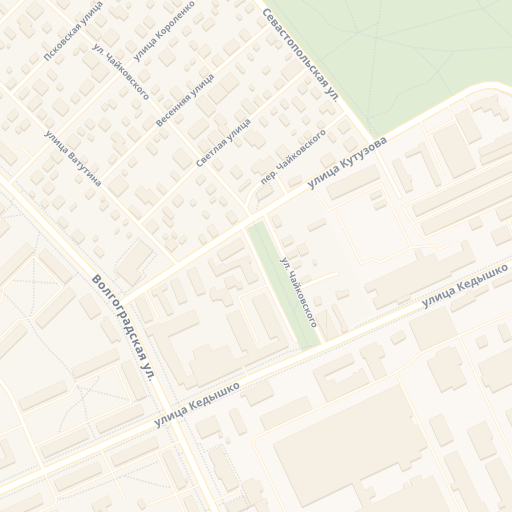 Псковская улица
улица Короленко
Севастопольская ул.
ул. Чайковского
Весенняя улица
Светлая улица
пер. Чайковского
улица Кутузова
улица Ватутина
Волгоградская ул.
ул. Чайковского
улица Кедышко
улица Кедышко